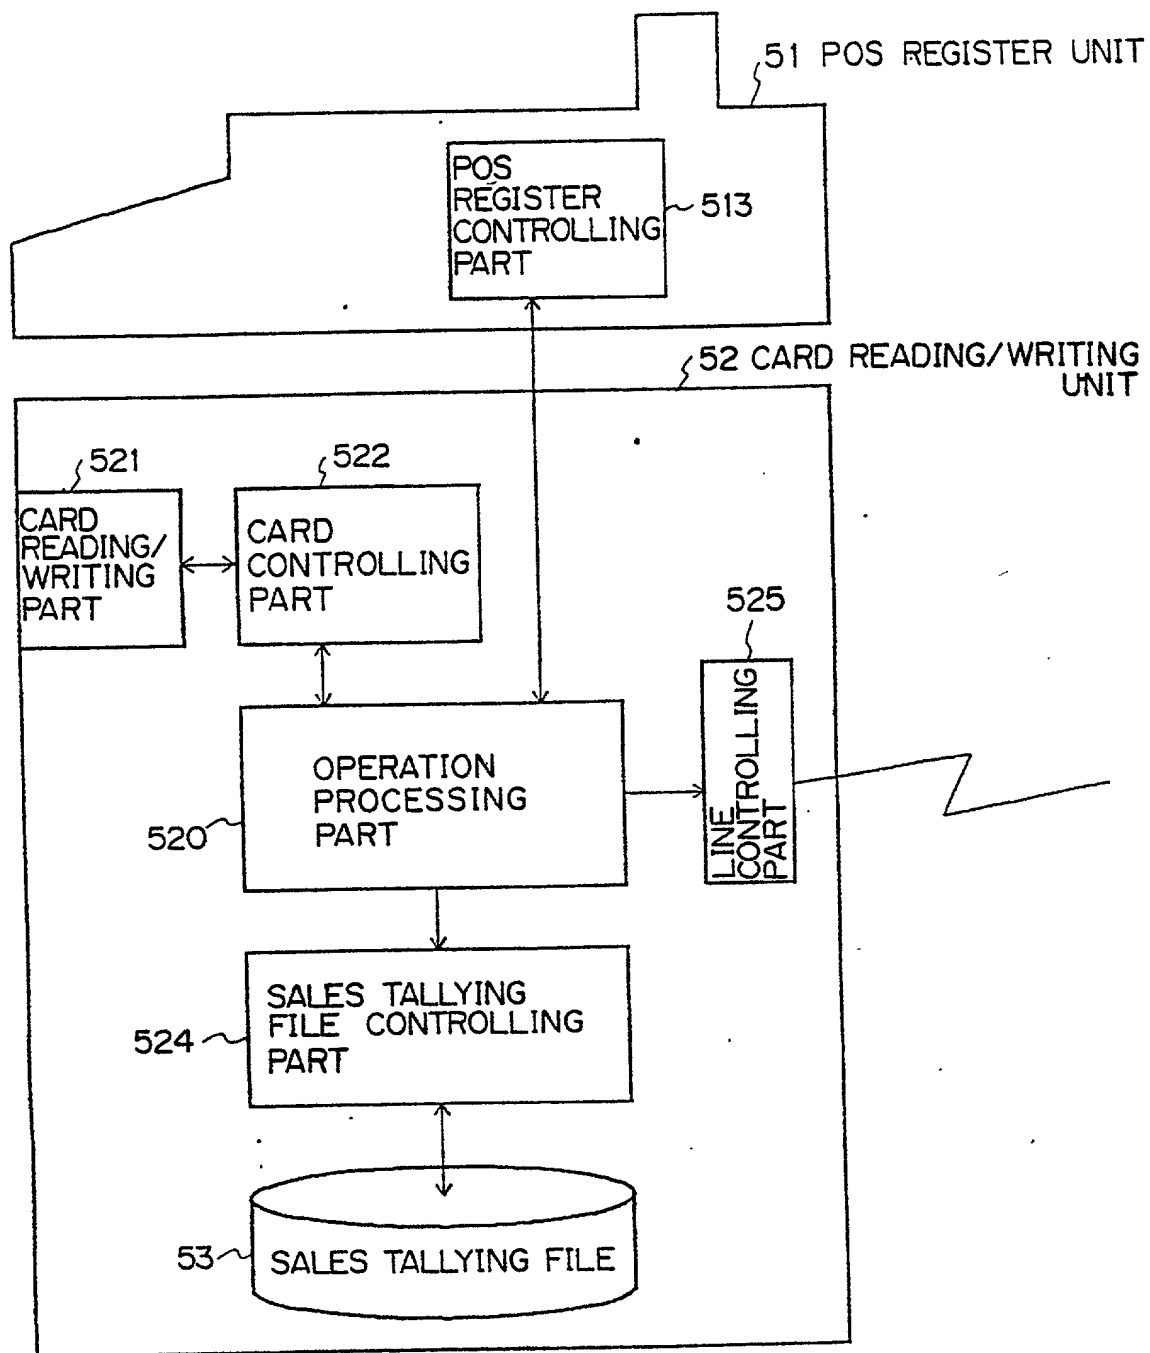 51 POS REGISTER UNIT
POS
REGISTER
CONTROLLING
PART
513
52 CARD READING/WRITING
UNIT
521
522
CARD
READING/
WRITING
PART
CARD
CONTROLLING
PART
525
LINE
CONTROLLING
PART
OPERATION
PROCESSING
PART
520
SALES TALLYING
FILE CONTROLLING
PART
524
53
SALES TALLYING FILE